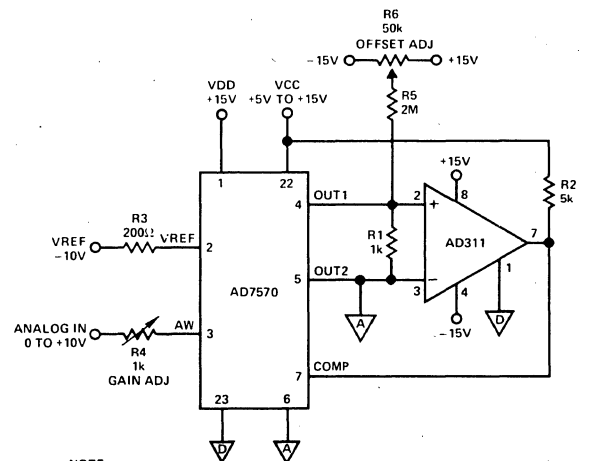 R6
50k
OFFSET ADJ
-15V
+15V
VDD
+15V
VCC
+5V TO +15V
R5
2M
1
22
+15V
8
R2
5k
4
OUT1
2
+
R3
200Ω
VREF
VREF
-10V
2
R1
1k
AD311
7
1
5
OUT2
3
−
AD7570
A
4
-15V
D
ANALOG IN
0 TO +10V
AW
3
R4
1k
GAIN ADJ
7
COMP
23
6
D
A